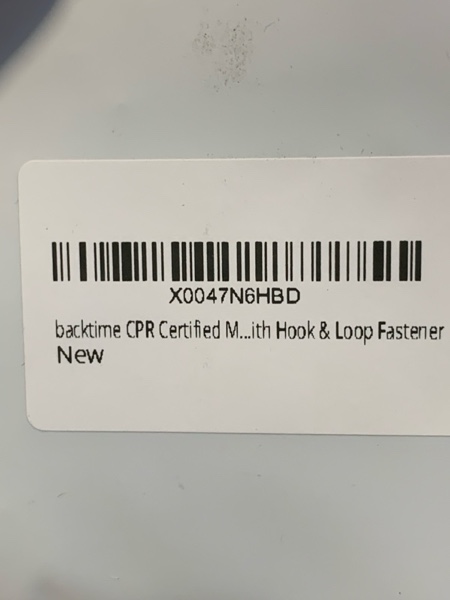 X0047N6HBD
backtime CPR Certified M...ith Hook & Loop Fastener
New